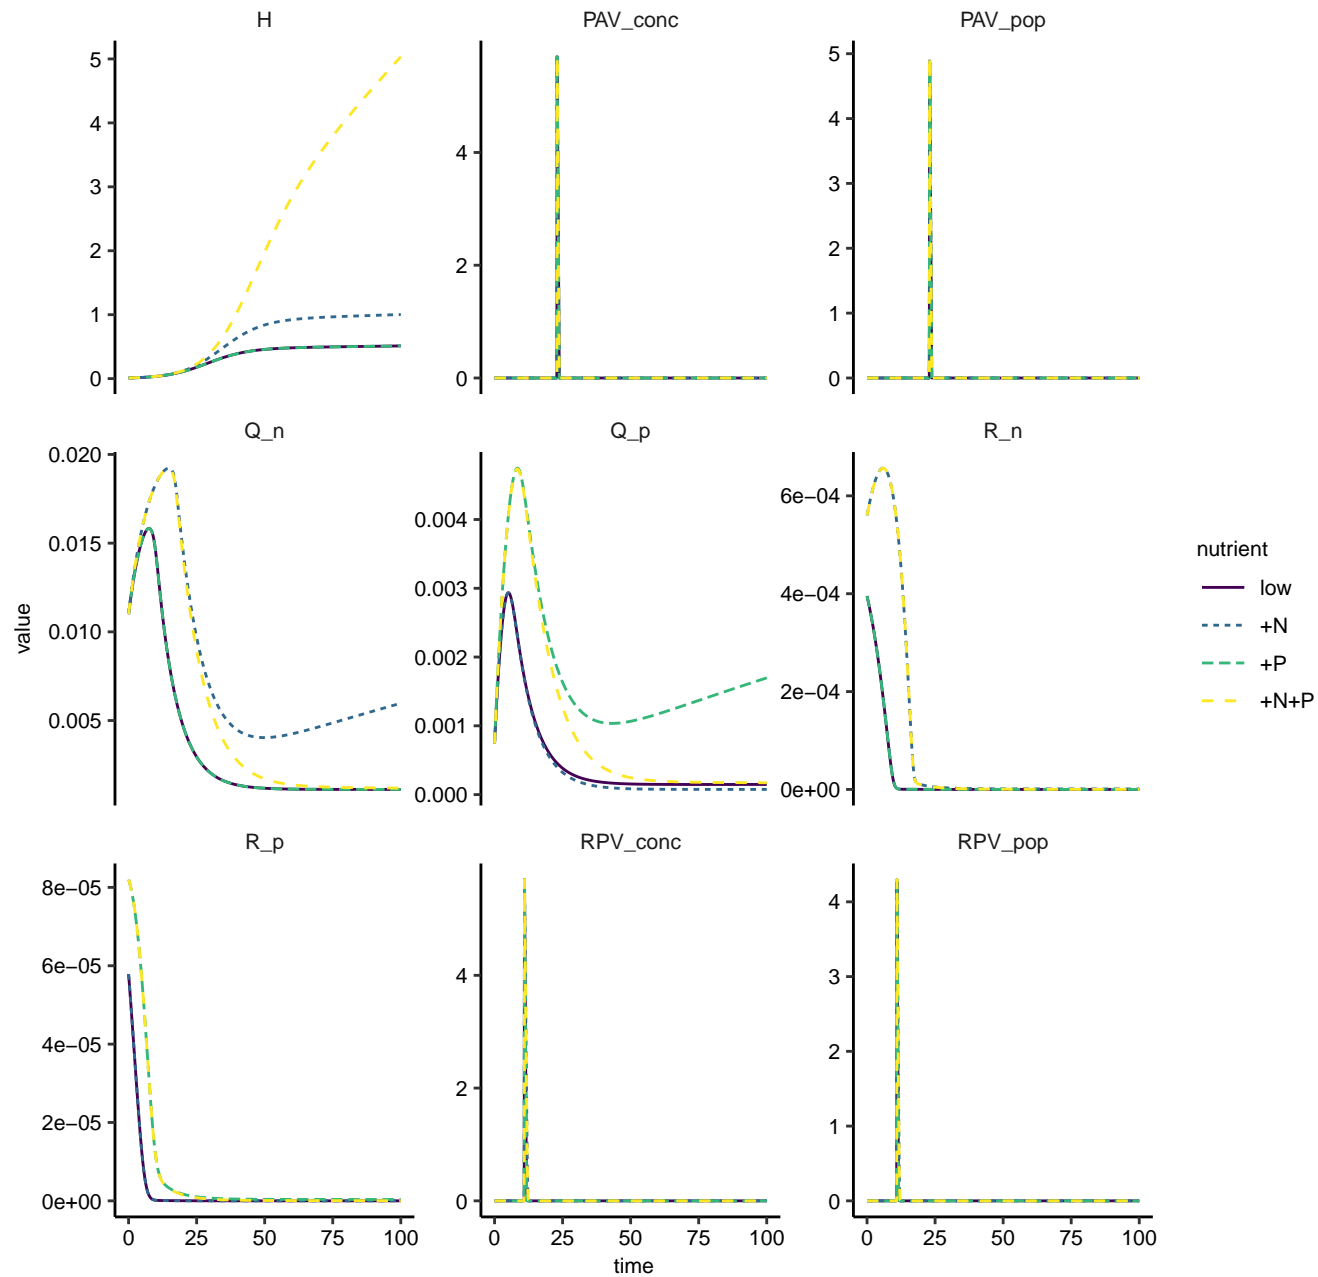 H
PAV_conc
PAV_pop
5
4
3
2
1
0
4
2
0
5
4
3
2
1
0
Q_n
Q_p
R_n
0.020
0.015
0.010
0.005
0.004
0.003
0.002
0.001
0.000
6e−04
4e−04
2e−04
0e+00
R_p
RPV_conc
RPV_pop
8e−05
6e−05
4e−05
2e−05
0e+00
4
2
0
4
3
2
1
0
0 25 50 75 100
0 25 50 75 100
0 25 50 75 100
time
value
nutrient
low
+N
+P
+N+P